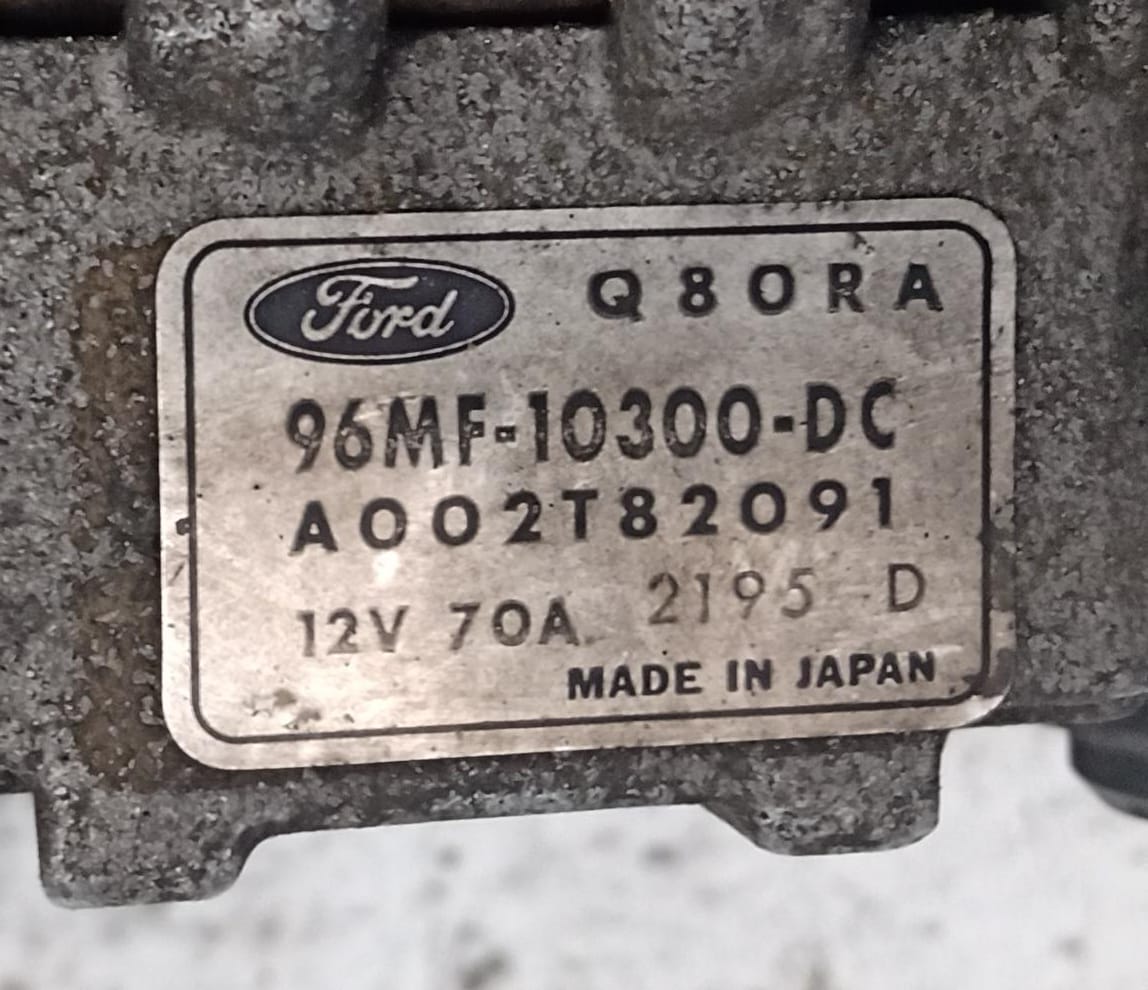 Ford Q80RA
96MF-10300-DC
A002T82091
12V 70A 2195 D
MADE IN JAPAN